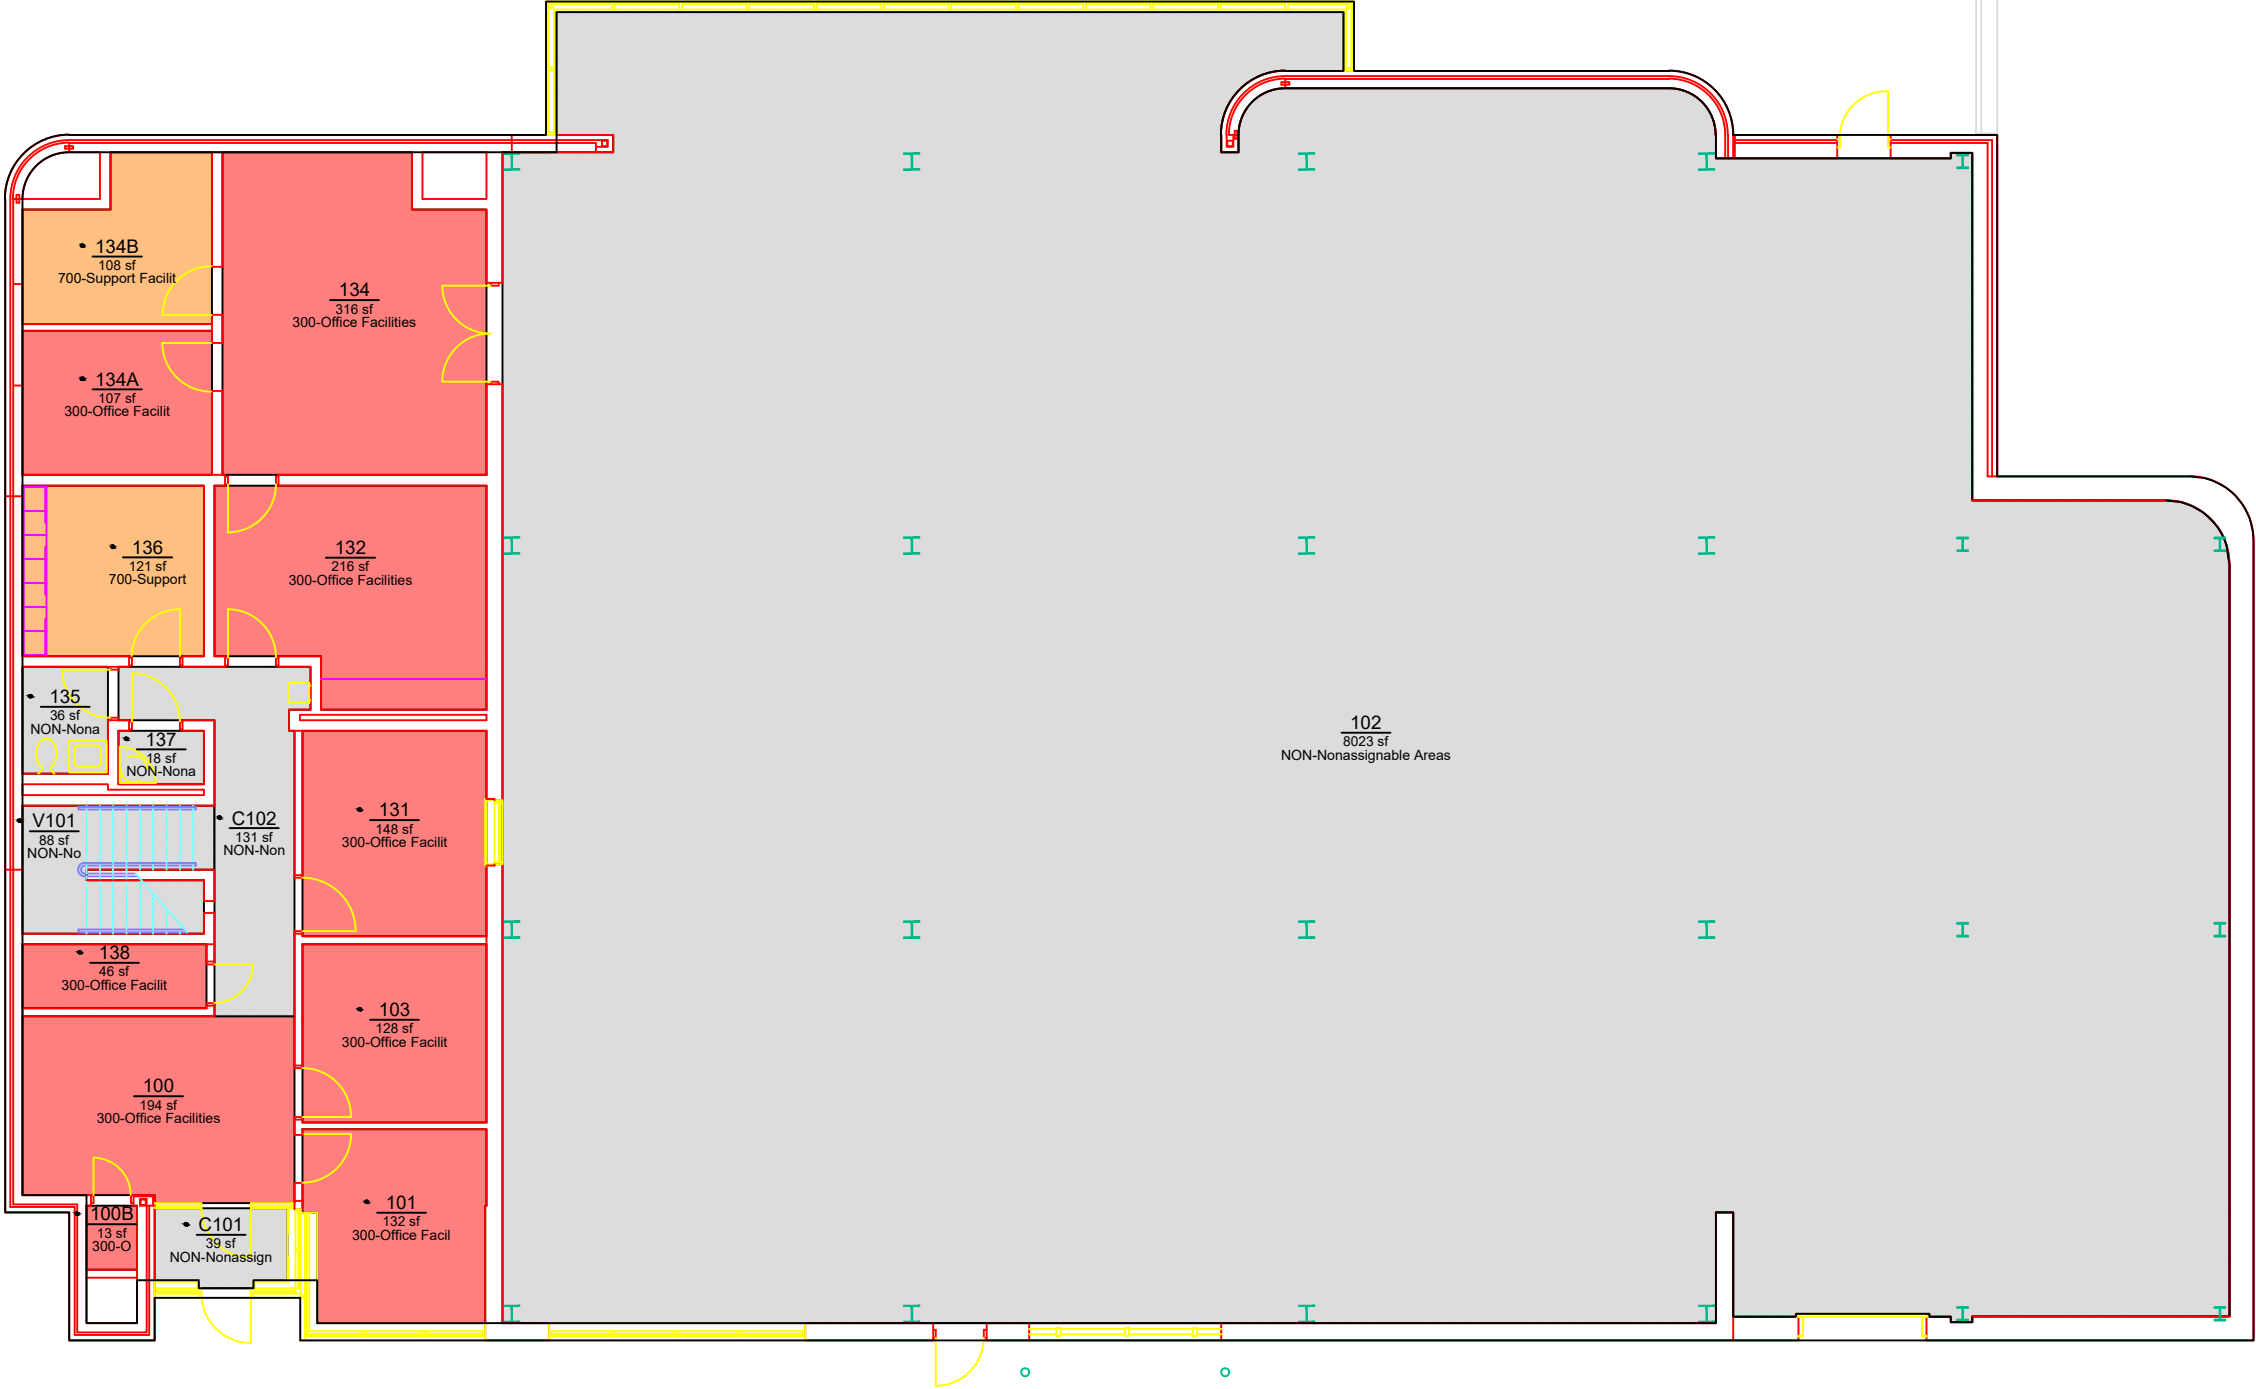 134B
108 sf
700-Support Facilit
134
316 sf
300-Office Facilities
134A
107 sf
300-Office Facilit
136
121 sf
700-Support
132
216 sf
300-Office Facilities
135
36 sf
NON-Nona
137
18 sf
NON-Nona
102
8023 sf
NON-Nonassignable Areas
V101
88 sf
NON-No
C102
131 sf
NON-Non
131
148 sf
300-Office Facilit
138
46 sf
300-Office Facilit
103
128 sf
300-Office Facilit
100
194 sf
300-Office Facilities
100B
13 sf
300-O
C101
39 sf
NON-Nonassign
101
132 sf
300-Office Facil